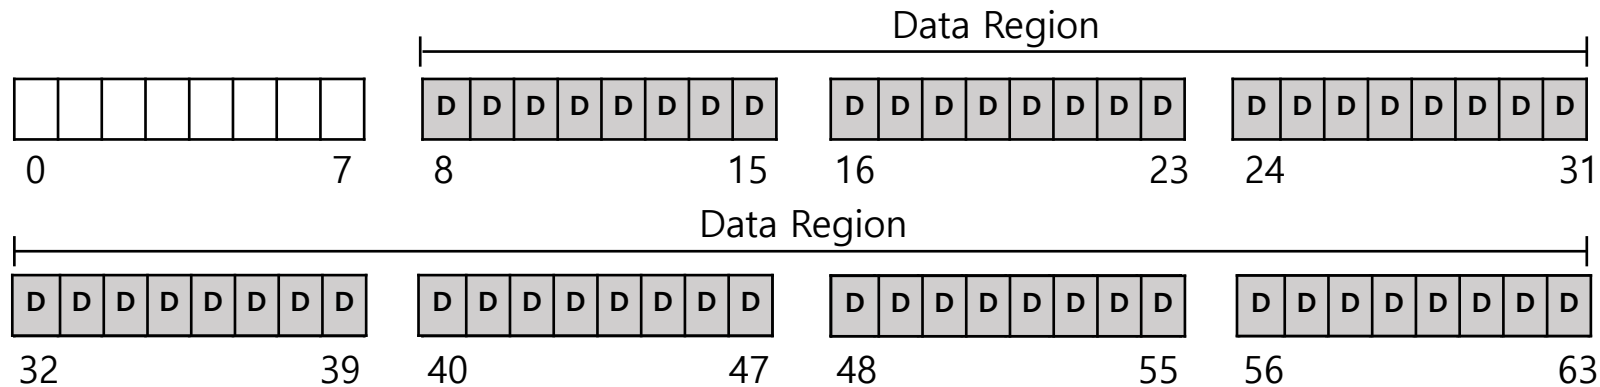 Data Region
D D D D D D D D D D D D D D D D D D D D D D D D
0 7 8 15 16 23 24 31
Data Region
D D D D D D D D D D D D D D D D D D D D D D D D D D D D D D D D
32 39 40 47 48 55 56 63